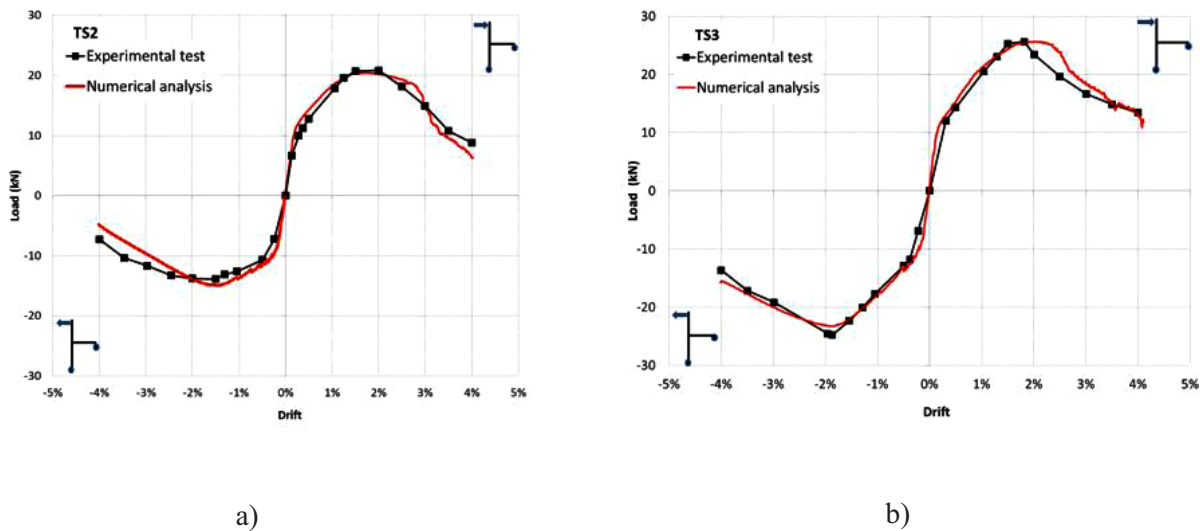 TS2
Experimental test
Numerical analysis
30
20
10
0
-10
-20
-30
Load (kN)
-5% -4% -3% -2% -1% 0% 1% 2% 3% 4% 5%
Drift
a)
TS3
Experimental test
Numerical analysis
30
20
10
0
-10
-20
-30
Load (kN)
-5% -4% -3% -2% -1% 0% 1% 2% 3% 4% 5%
Drift
b)